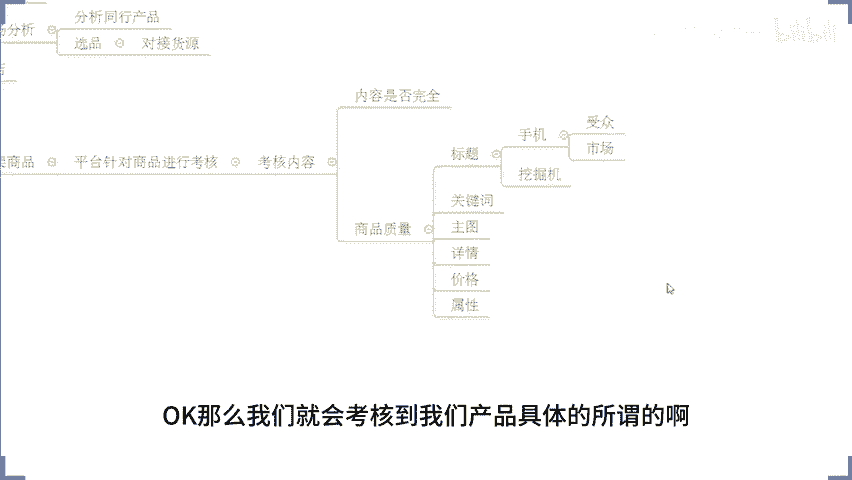 分析同行产品
分析
选品
对接货源
内容是否完全
手机
受众
标题
市场
商品
平台针对商品进行考核
考核内容
挖掘机
关键词
商品质量
主图
详情
价格
属性
OK那么我们就会考核到我们产品具体的所谓的啊